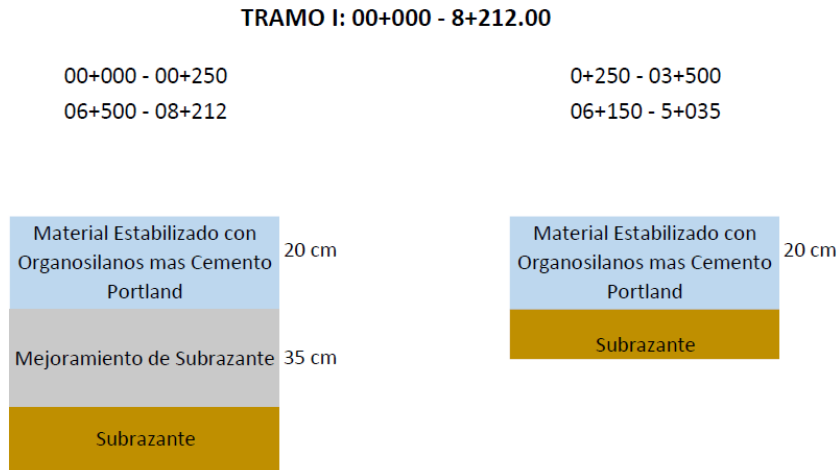 TRAMO I: 00+000 - 8+212.00
00+000 - 00+250
06+500 - 08+212
0+250 - 03+500
06+150 - 5+035
Material Estabilizado con
Organosilanos mas Cemento
Portland
20 cm
Mejoramiento de Subrazante
35 cm
Subrazante
Material Estabilizado con
Organosilanos mas Cemento
Portland
20 cm
Subrazante